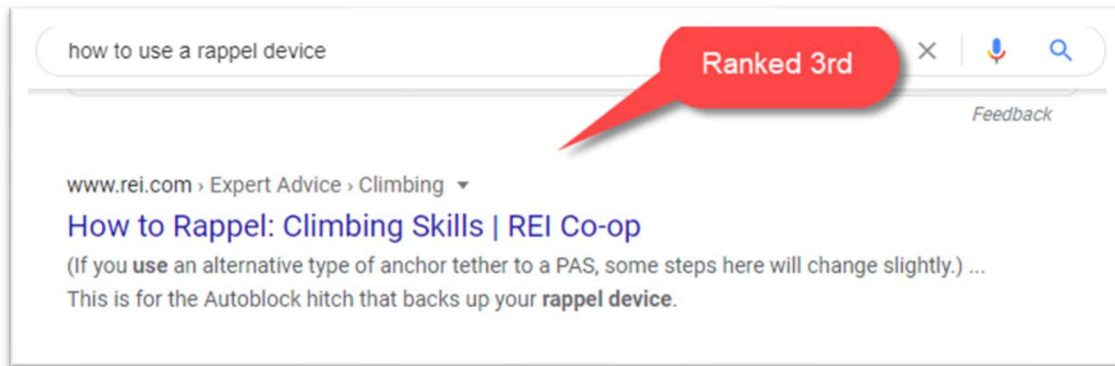 how to use a rappel device
Ranked 3rd
Feedback
www.rei.com › Expert Advice › Climbing
How to Rappel: Climbing Skills | REI Co-op
(If you use an alternative type of anchor tether to a PAS, some steps here will change slightly.) ...
This is for the Autoblock hitch that backs up your rappel device.